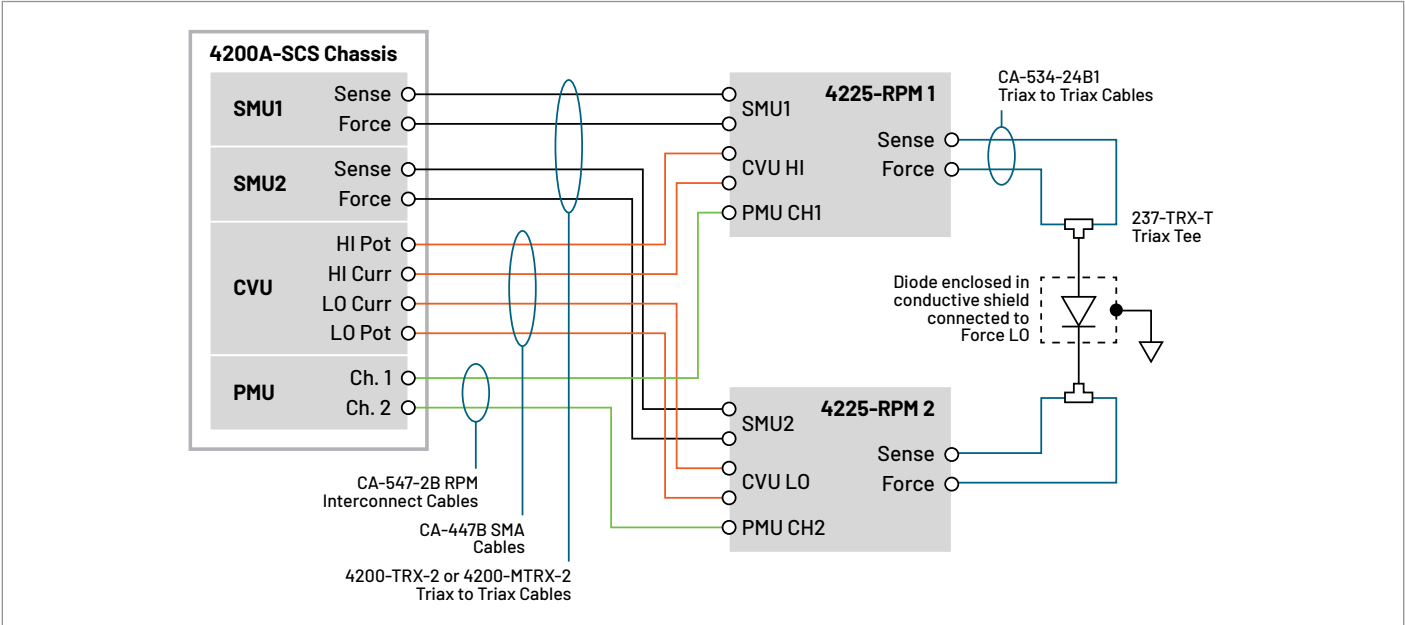 4200A-SCS Chassis
SMU1
Sense
Force
SMU2
Sense
Force
CVU
HI Pot
HI Curr
LO Curr
LO Pot
PMU
Ch. 1
Ch. 2
4225-RPM 1
SMU1
CVU HI
PMU CH1
Sense
Force
CA-534-24B1
Triax to Triax Cables
237-TRX-T
Triax Tee
Diode enclosed in
conductive shield
connected to
Force LO
4225-RPM 2
SMU2
CVU LO
PMU CH2
Sense
Force
CA-547-2B RPM
Interconnect Cables
CA-447B SMA
Cables
4200-TRX-2 or 4200-MTRX-2
Triax to Triax Cables